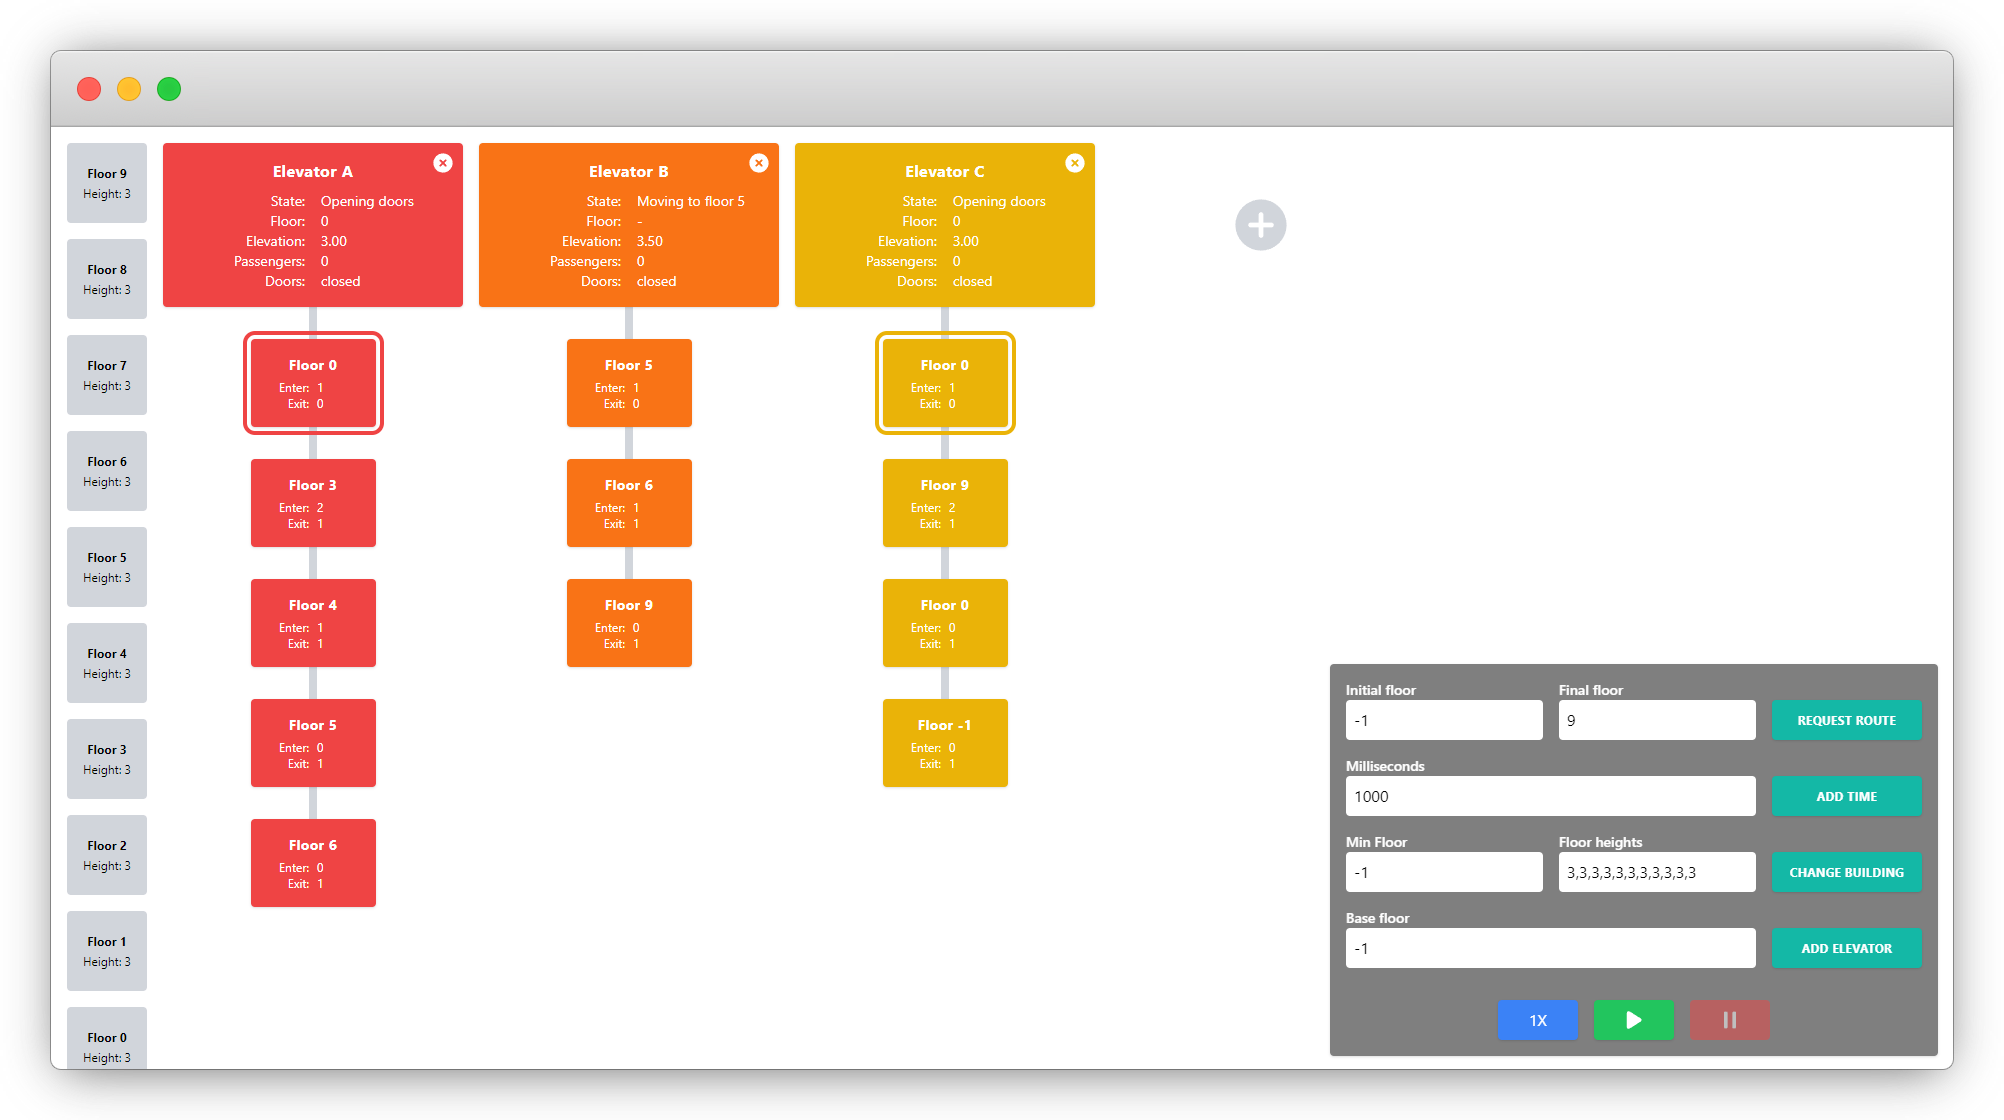 Floor 9
Height: 3
Floor 8
Height: 3
Floor 7
Height: 3
Floor 6
Height: 3
Floor 5
Height: 3
Floor 4
Height: 3
Floor 3
Height: 3
Floor 2
Height: 3
Floor 1
Height: 3
Floor 0
Height: 3
Elevator A
State: Opening doors
Floor: 0
Elevation: 3.00
Passengers: 0
Doors: closed
Floor 0
Enter: 1
Exit: 0
Floor 3
Enter: 2
Exit: 1
Floor 4
Enter: 1
Exit: 1
Floor 5
Enter: 0
Exit: 1
Floor 6
Enter: 0
Exit: 1
Elevator B
State: Moving to floor 5
Floor: -
Elevation: 3.50
Passengers: 0
Doors: closed
Floor 5
Enter: 1
Exit: 0
Floor 6
Enter: 1
Exit: 1
Floor 9
Enter: 0
Exit: 1
Elevator C
State: Opening doors
Floor: 0
Elevation: 3.00
Passengers: 0
Doors: closed
Floor 0
Enter: 1
Exit: 0
Floor 9
Enter: 2
Exit: 1
Floor 0
Enter: 0
Exit: 1
Floor -1
Enter: 0
Exit: 1
Initial floor Final floor
-1 9 REQUEST ROUTE
Milliseconds
1000 ADD TIME
Min Floor Floor heights
-1 3,3,3,3,3,3,3,3,3,3,3 CHANGE BUILDING
Base floor
-1 ADD ELEVATOR
1X